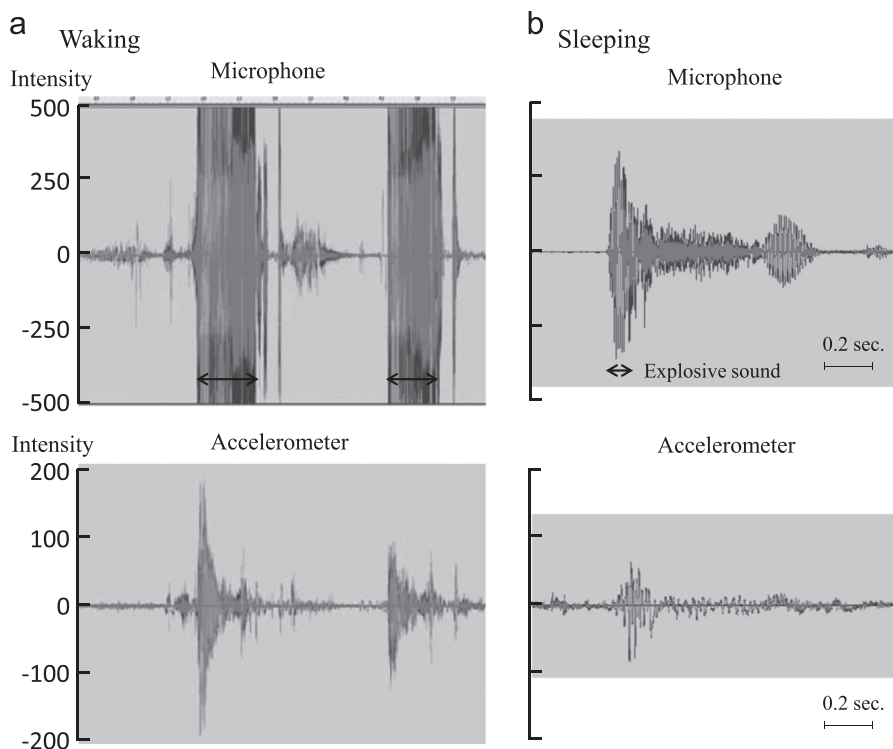 a
Waking
Intensity
Microphone
500
250
0
-250
-500
Intensity
Accelerometer
200
100
0
-100
-200
b
Sleeping
Microphone
0.2 sec.
Explosive sound
Accelerometer
0.2 sec.